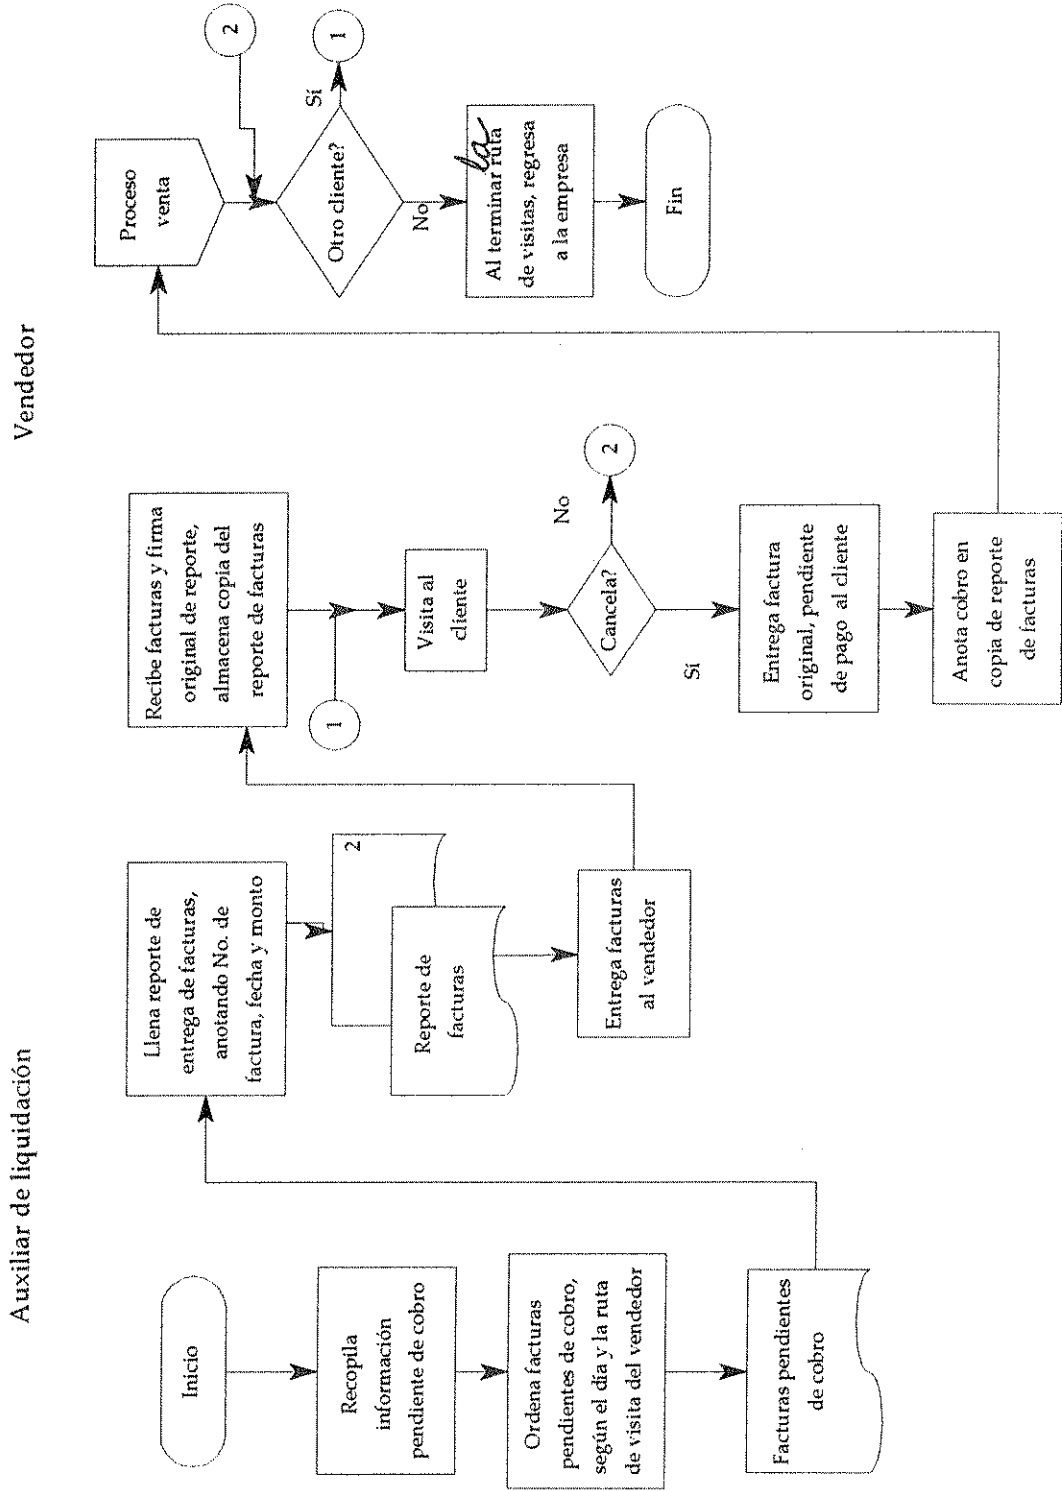 Auxiliar de liquidación
Vendedor
Inicio
Recopila
información
pendiente de cobro
Ordena facturas
pendientes de cobro,
según el día y la ruta
de visita del vendedor
Facturas pendientes
de cobro
Llena reporte de
entrega de facturas,
anotando No. de
factura, fecha y monto
2
Reporte de
facturas
Entrega facturas
al vendedor
Recibe facturas y firma
original de reporte,
almacena copia del
reporte de facturas
1
Visita al
cliente
Cancela?
No
2
Sí
Entrega factura
original, pendiente
de pago al cliente
Anota cobro en
copia de reporte
de facturas
Proceso
venta
2
Otro cliente?
Sí
1
No
la
Al terminar ruta
de visitas, regresa
a la empresa
Fin